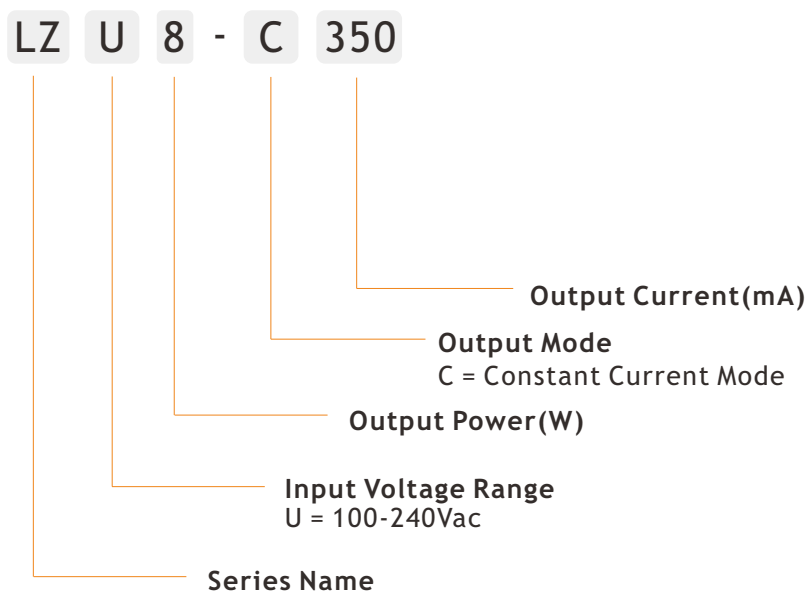 LZ U 8 - C 350
Output Current(mA)
Output Mode
C = Constant Current Mode
Output Power(W)
Input Voltage Range
U = 100-240Vac
Series Name